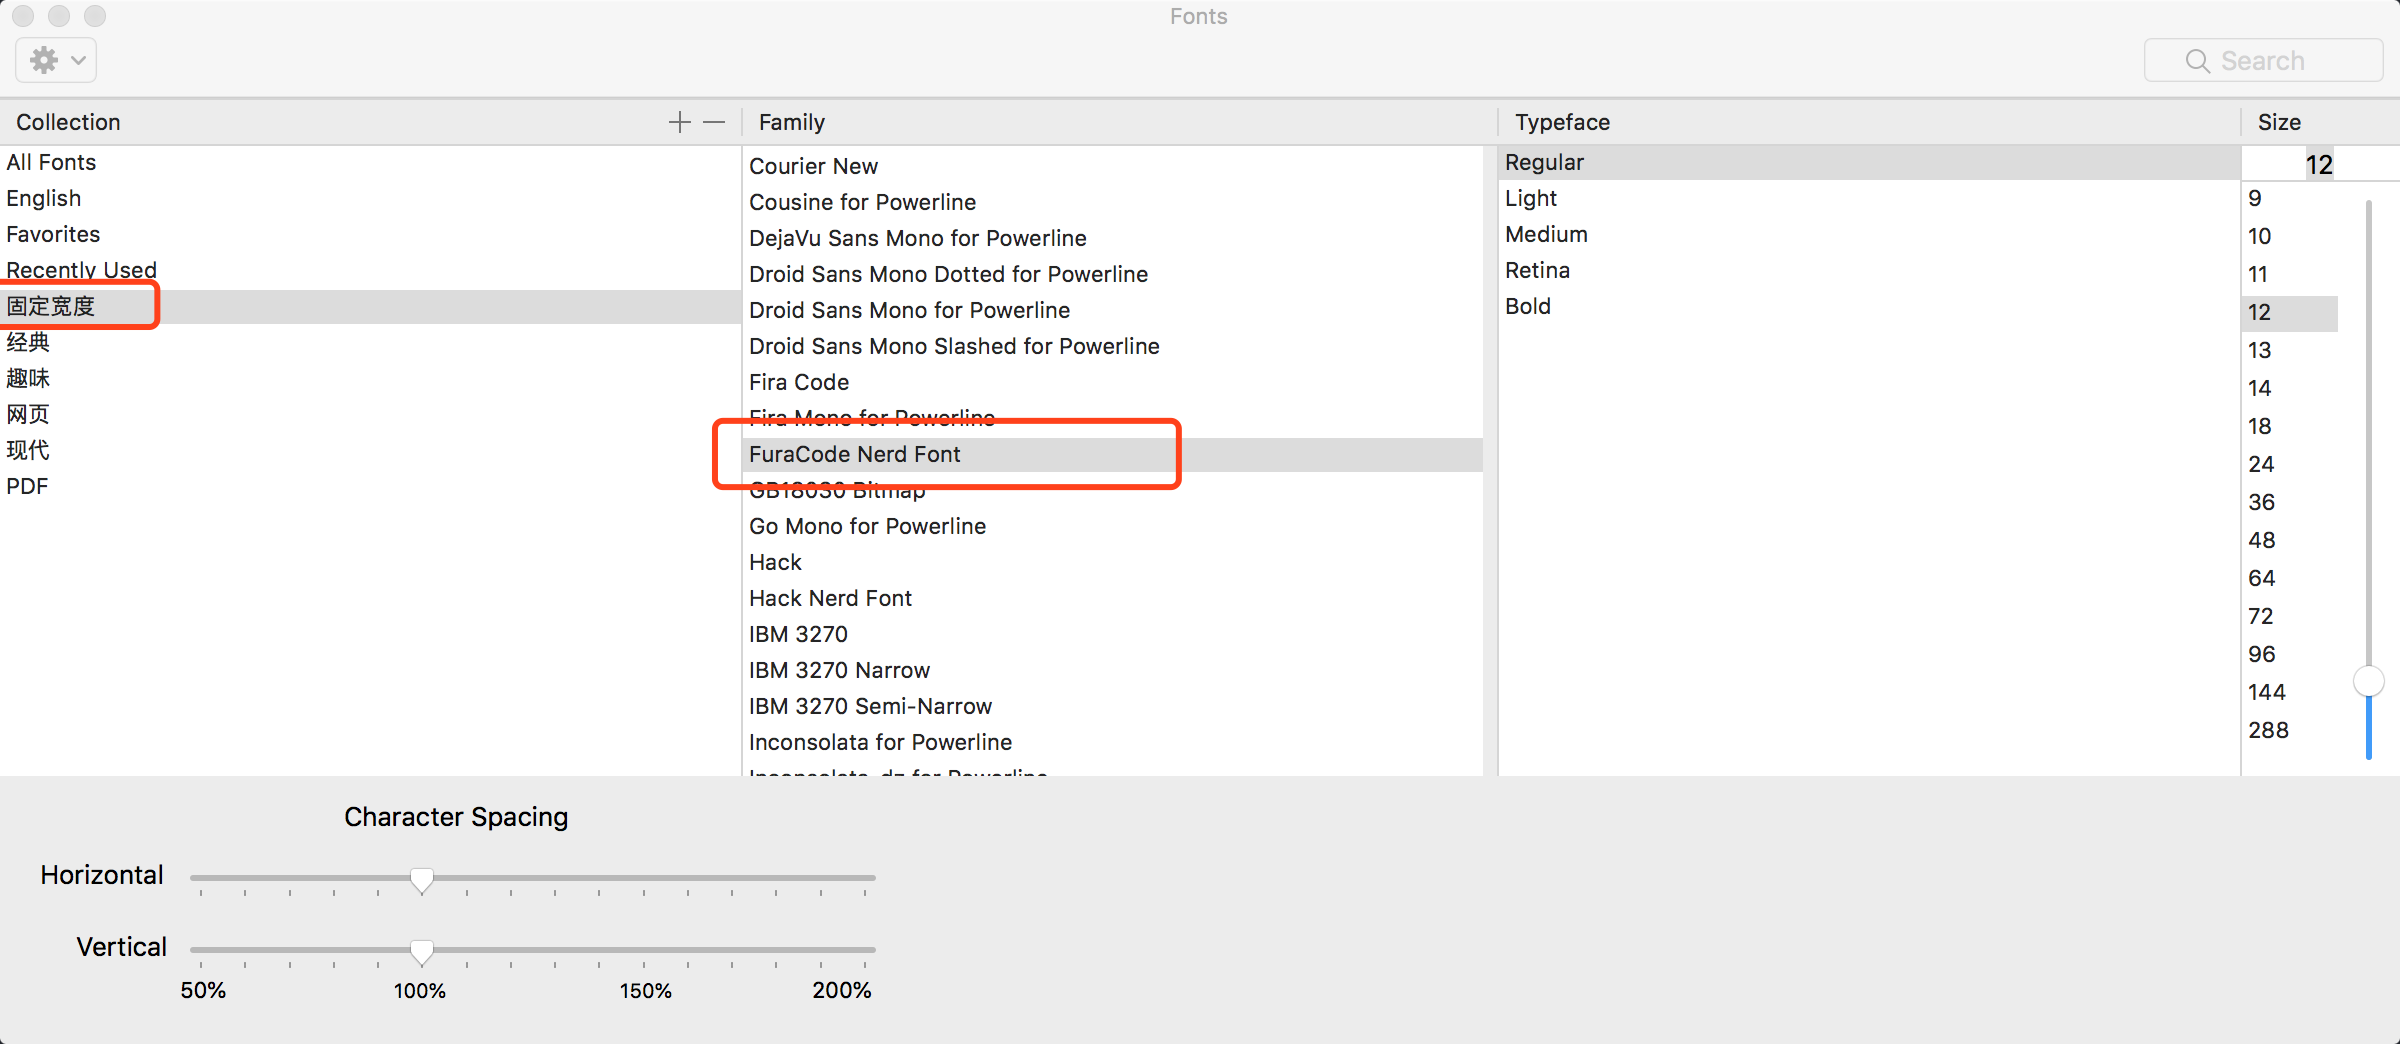 Fonts
Search
Collection
Family
Typeface
Size
All Fonts
English
Favorites
Recently Used
固定宽度
经典
趣味
网页
现代
PDF
Courier New
Cousine for Powerline
DejaVu Sans Mono for Powerline
Droid Sans Mono Dotted for Powerline
Droid Sans Mono for Powerline
Droid Sans Mono Slashed for Powerline
Fira Code
Fira Mono for Powerline
FuraCode Nerd Font
GB18030 Bitmap
Go Mono for Powerline
Hack
Hack Nerd Font
IBM 3270
IBM 3270 Narrow
IBM 3270 Semi-Narrow
Inconsolata for Powerline
Inconsolata-dz for Powerline
Regular
Light
Medium
Retina
Bold
12
9
10
11
12
13
14
18
24
36
48
64
72
96
144
288
Character Spacing
Horizontal
Vertical
50% 100% 150% 200%